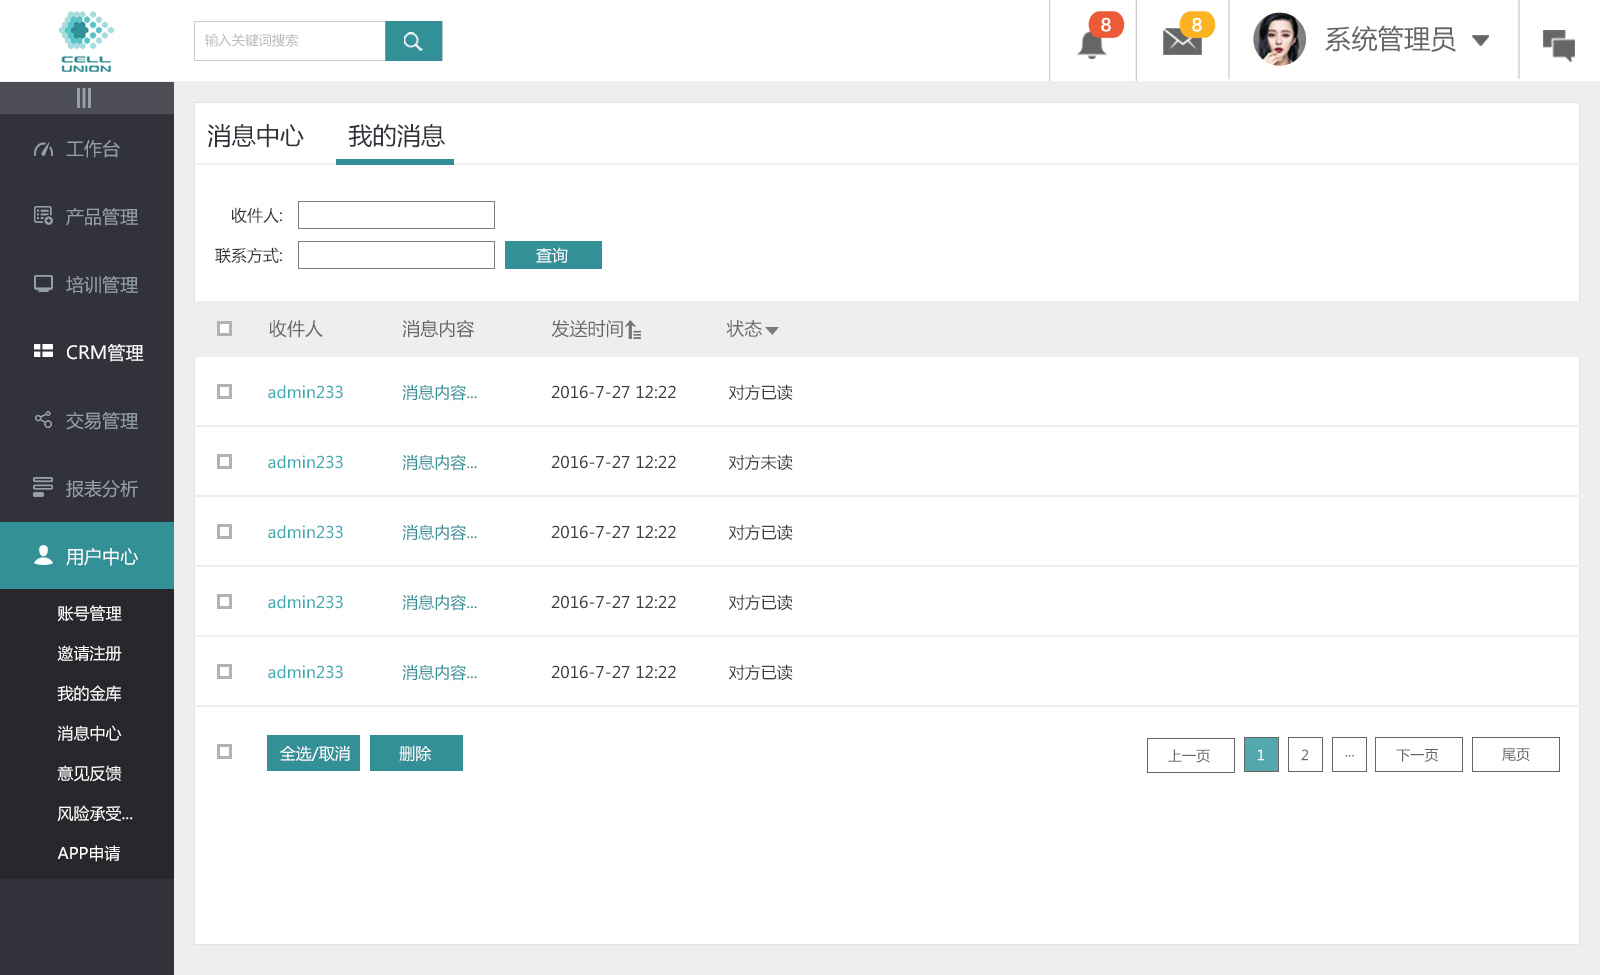 CELL
UNION
输入关键词搜索
8
8
系统管理员
工作台
产品管理
培训管理
CRM管理
交易管理
报表分析
用户中心
账号管理
邀请注册
我的金库
消息中心
意见反馈
风险承受...
APP申请
消息中心 我的消息
收件人:
联系方式: 查询
收件人 消息内容 发送时间 状态
admin233 消息内容... 2016-7-27 12:22 对方已读
admin233 消息内容... 2016-7-27 12:22 对方未读
admin233 消息内容... 2016-7-27 12:22 对方已读
admin233 消息内容... 2016-7-27 12:22 对方已读
admin233 消息内容... 2016-7-27 12:22 对方已读
全选/取消 删除 上一页 1 2 ... 下一页 尾页